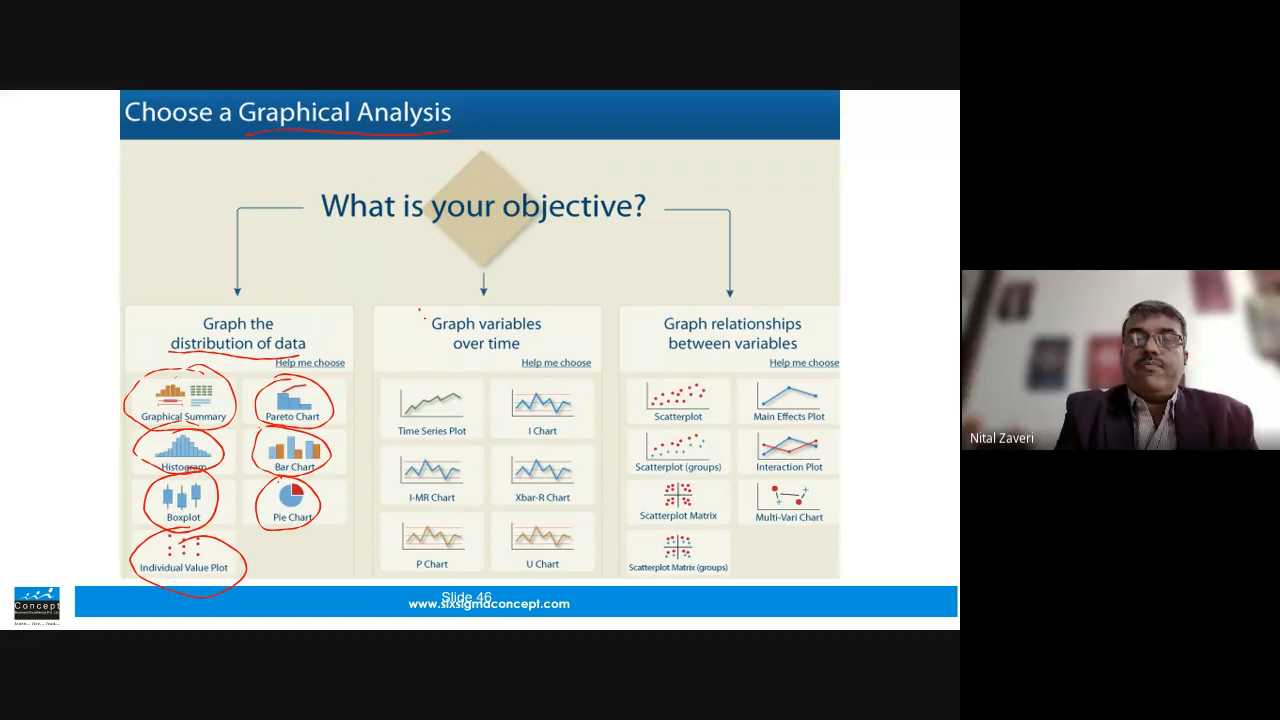 Choose a Graphical Analysis
What is your objective?
Graph the
distribution of data
Help me choose
Graphical Summary
Pareto Chart
Histogram
Bar Chart
Boxplot
Pie Chart
Individual Value Plot
Graph variables
over time
Help me choose
Time Series Plot
I Chart
I-MR Chart
Xbar-R Chart
P Chart
U Chart
Graph relationships
between variables
Help me choose
Scatterplot
Main Effects Plot
Scatterplot (groups)
Interaction Plot
Scatterplot Matrix
Multi-Vari Chart
Scatterplot Matrix (groups)
Nital Zaveri
Concept
Slide 46
www.sixsigmaconcept.com